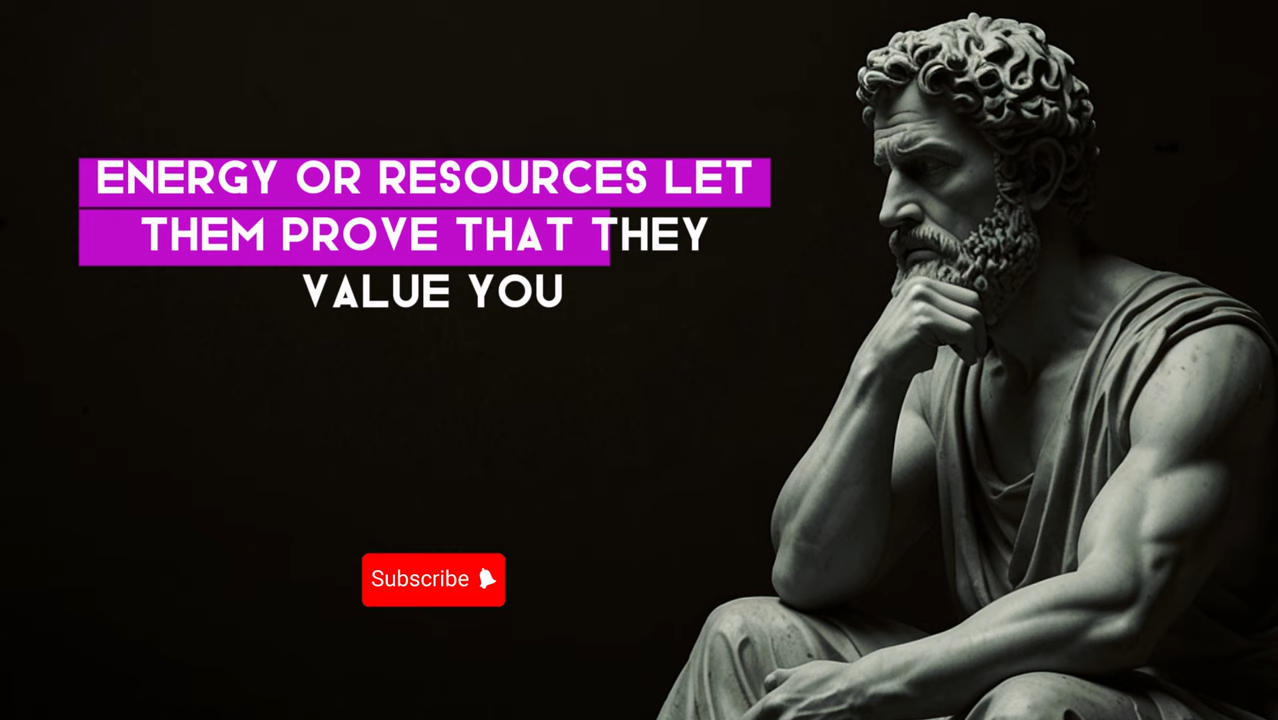 ENERGY OR RESOURCES LET
THEM PROVE THAT THEY
VALUE YOU
Subscribe